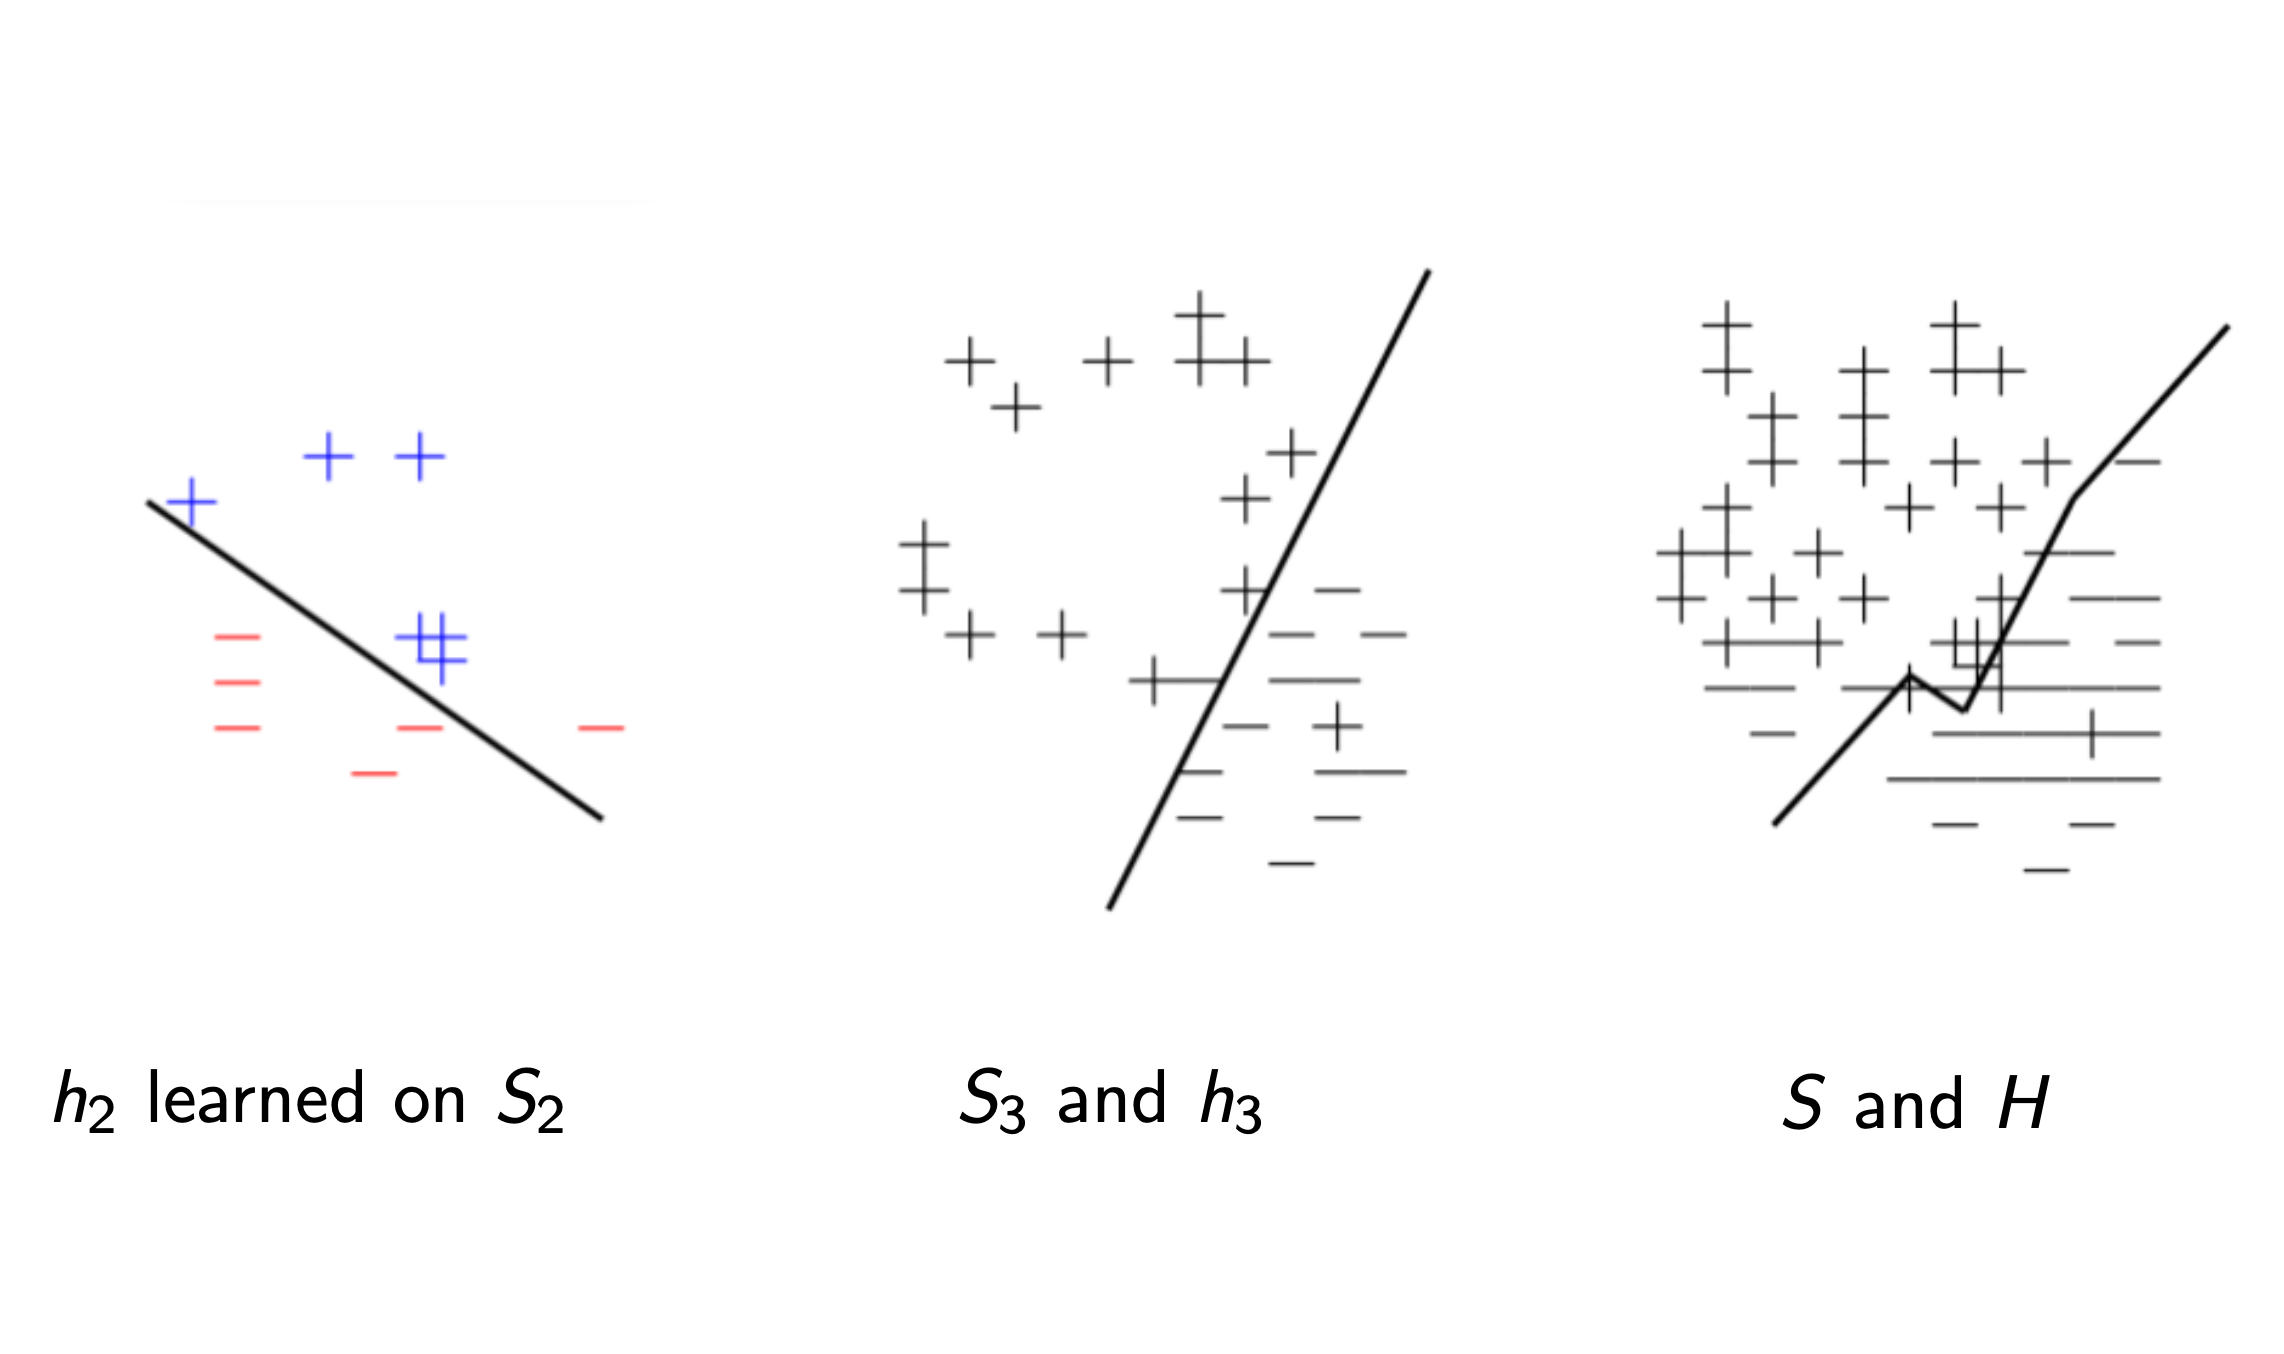 h₂ learned on S₂
S₃ and h₃
S and H